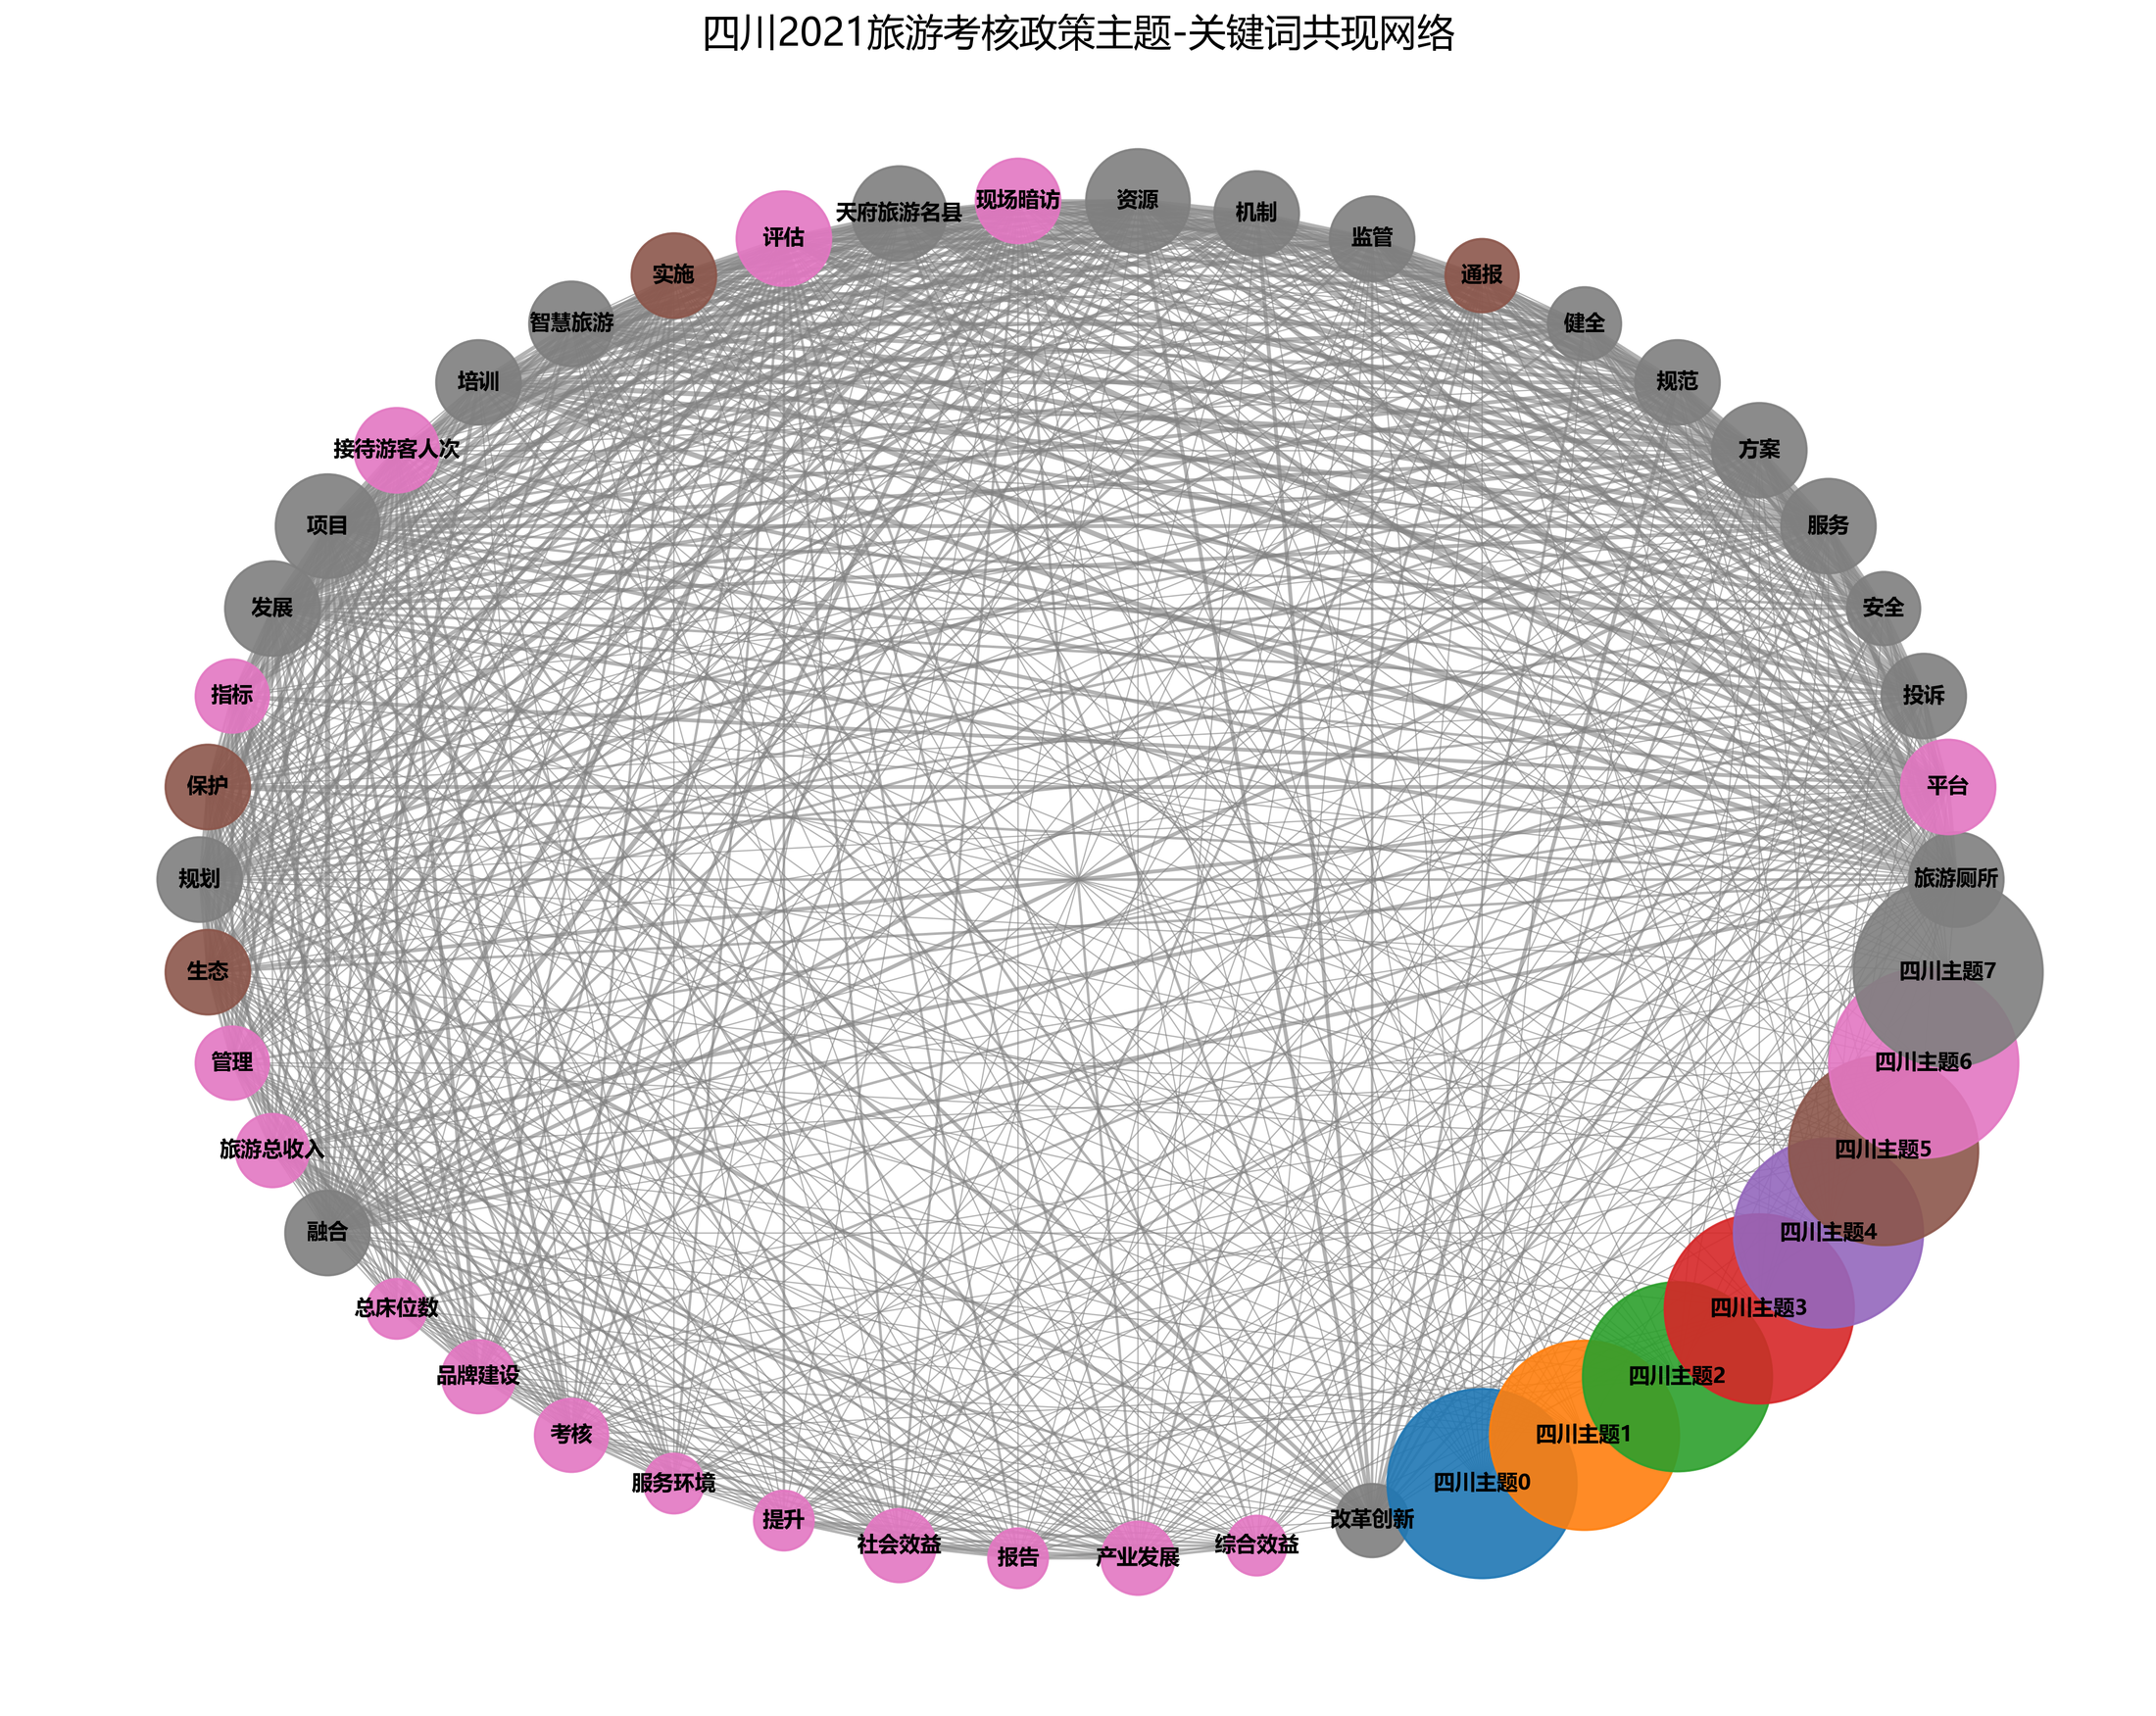 四川2021旅游考核政策主题-关键词共现网络
现场暗访
资源
机制
天府旅游名县
监管
评估
通报
实施
健全
智慧旅游
规范
培训
方案
接待游客人次
服务
项目
安全
发展
投诉
指标
平台
保护
旅游厕所
规划
四川主题7
生态
四川主题6
管理
四川主题5
旅游总收入
四川主题4
融合
四川主题3
总床位数
四川主题2
品牌建设
四川主题1
考核
四川主题0
服务环境
改革创新
提升
社会效益
综合效益
报告
产业发展